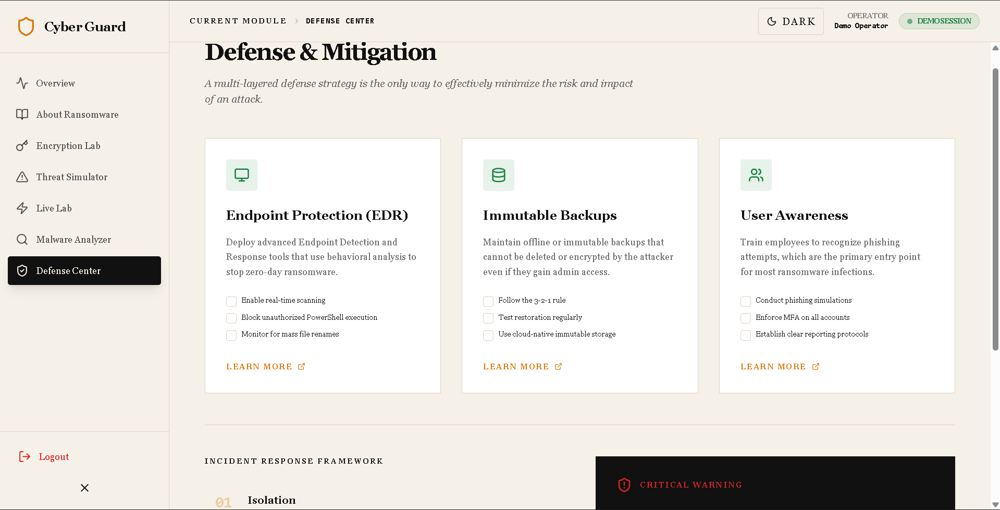 Cyber Guard
Overview
About Ransomware
Encryption Lab
Threat Simulator
Live Lab
Malware Analyzer
Defense Center
Logout
CURRENT MODULE > DEFENSE CENTER
DARK
OPERATOR
Demo Operator
DEMO SESSION
Defense & Mitigation
A multi-layered defense strategy is the only way to effectively minimize the risk and impact
of an attack.
Endpoint Protection (EDR)
Deploy advanced Endpoint Detection and
Response tools that use behavioral analysis to
stop zero-day ransomware.
Enable real-time scanning
Block unauthorized PowerShell execution
Monitor for mass file renames
LEARN MORE
Immutable Backups
Maintain offline or immutable backups that
cannot be deleted or encrypted by the attacker
even if they gain admin access.
Follow the 3-2-1 rule
Test restoration regularly
Use cloud-native immutable storage
LEARN MORE
User Awareness
Train employees to recognize phishing
attempts, which are the primary entry point
for most ransomware infections.
Conduct phishing simulations
Enforce MFA on all accounts
Establish clear reporting protocols
LEARN MORE
INCIDENT RESPONSE FRAMEWORK
01 Isolation
CRITICAL WARNING